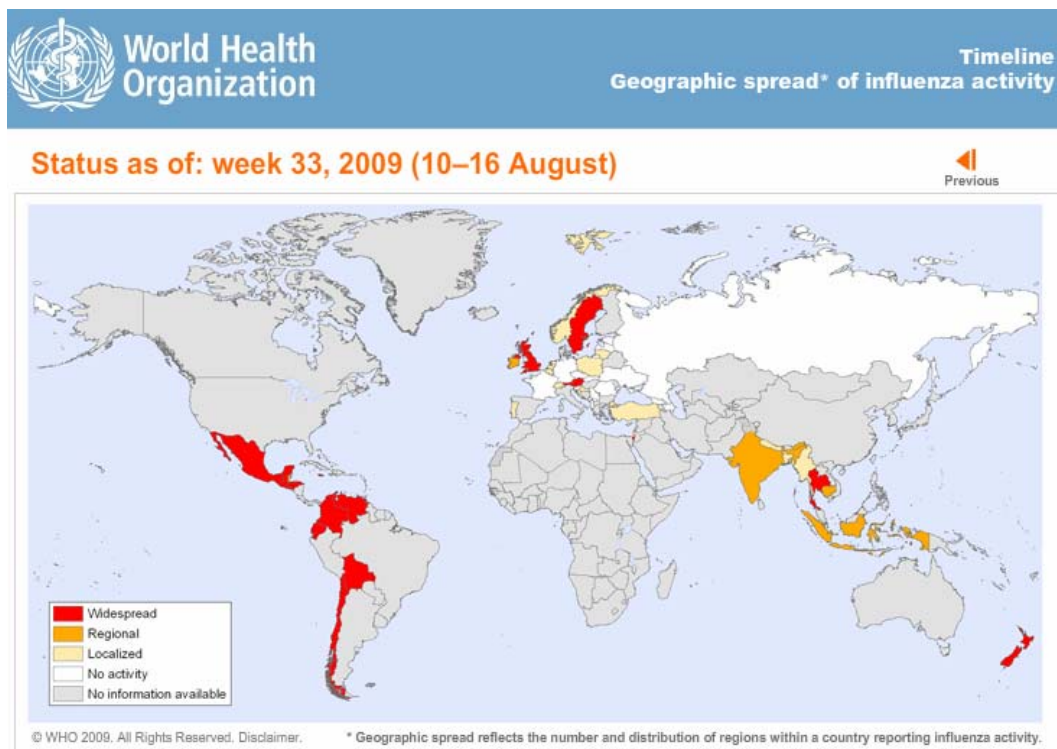 World Health
Organization
Timeline
Geographic spread* of influenza activity
Status as of: week 33, 2009 (10–16 August)
Previous
Widespread
Regional
Localized
No activity
No information available
© WHO 2009. All Rights Reserved. Disclaimer.
* Geographic spread reflects the number and distribution of regions within a country reporting influenza activity.